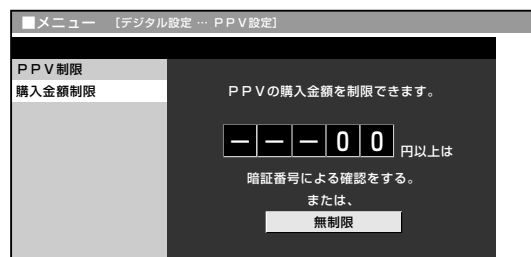 ■メニュー [デジタル設定 … ＰＰＶ設定]
ＰＰＶ制限
購入金額制限
ＰＰＶの購入金額を制限できます。
－－－００ 円以上は
暗証番号による確認をする。
または、
無制限